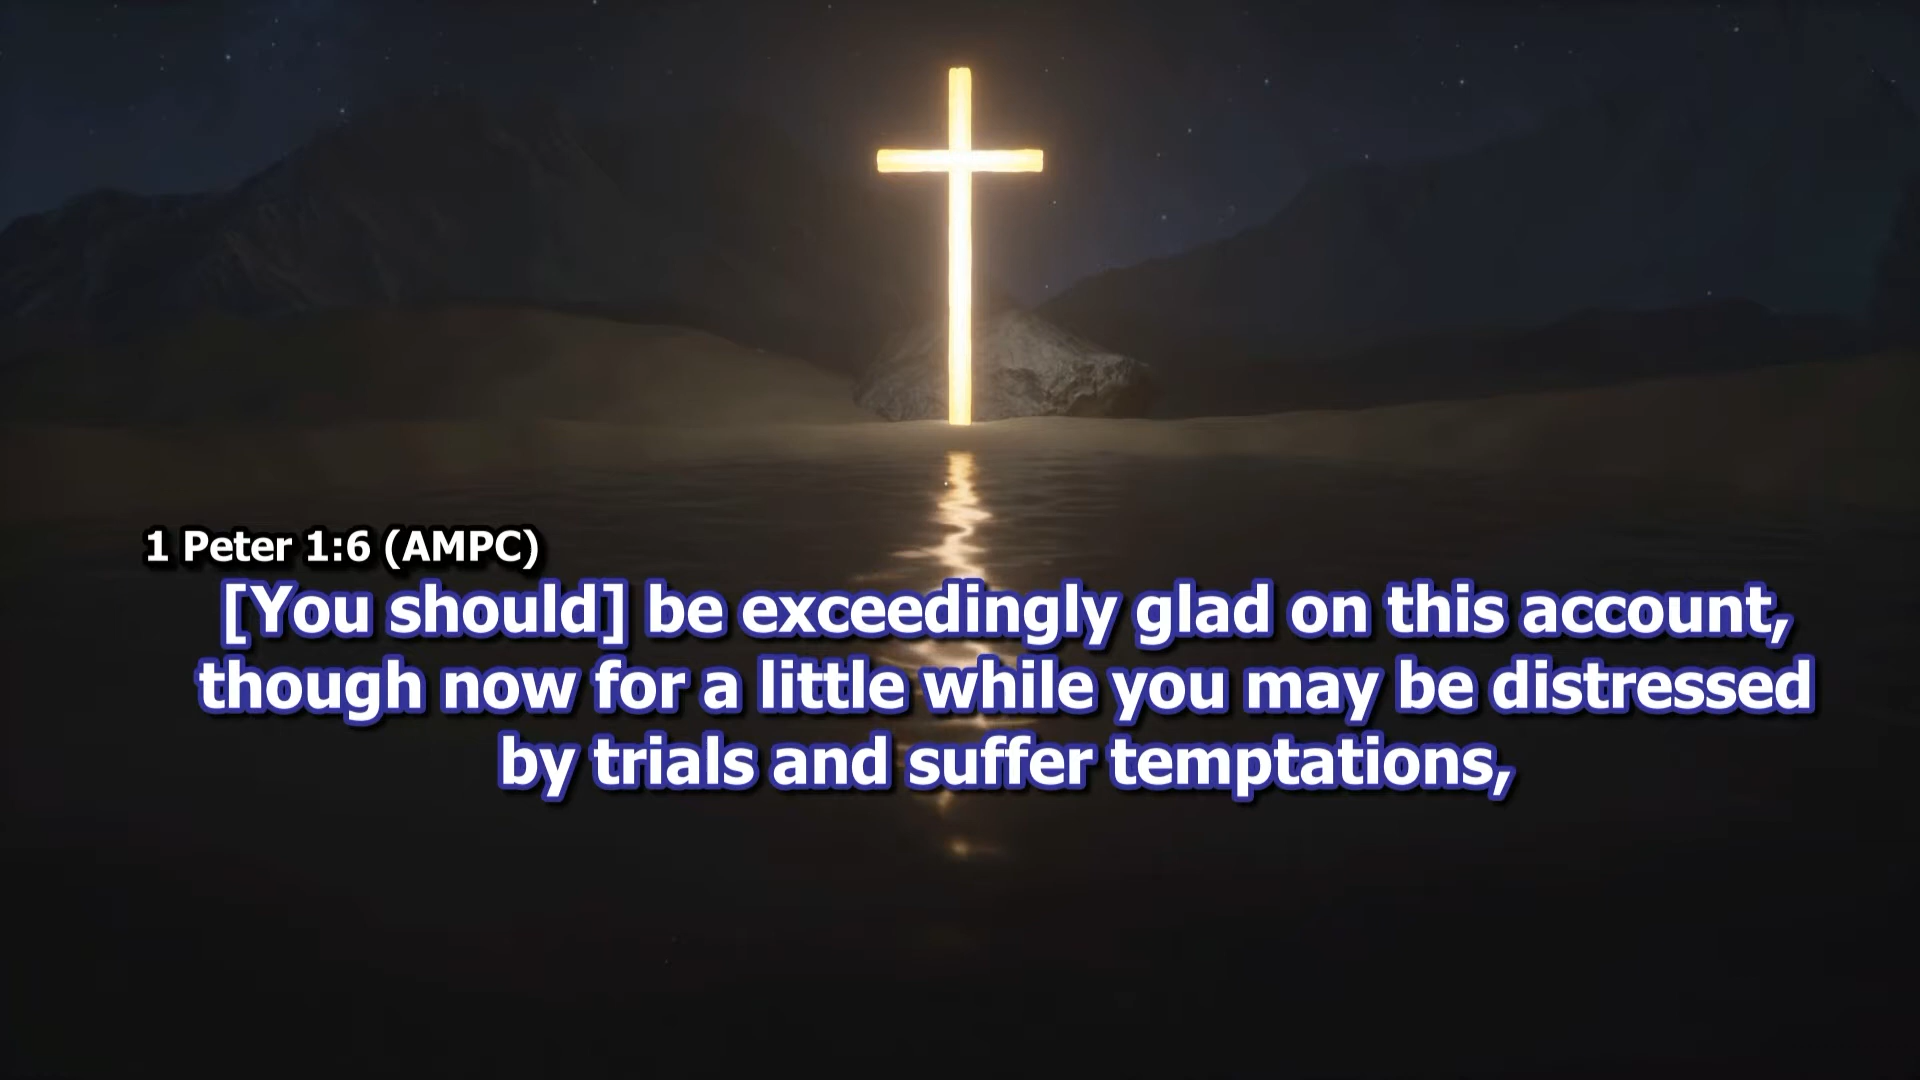 1 Peter 1:6 (AMPC)
[You should] be exceedingly glad on this account,
though now for a little while you may be distressed
by trials and suffer temptations,